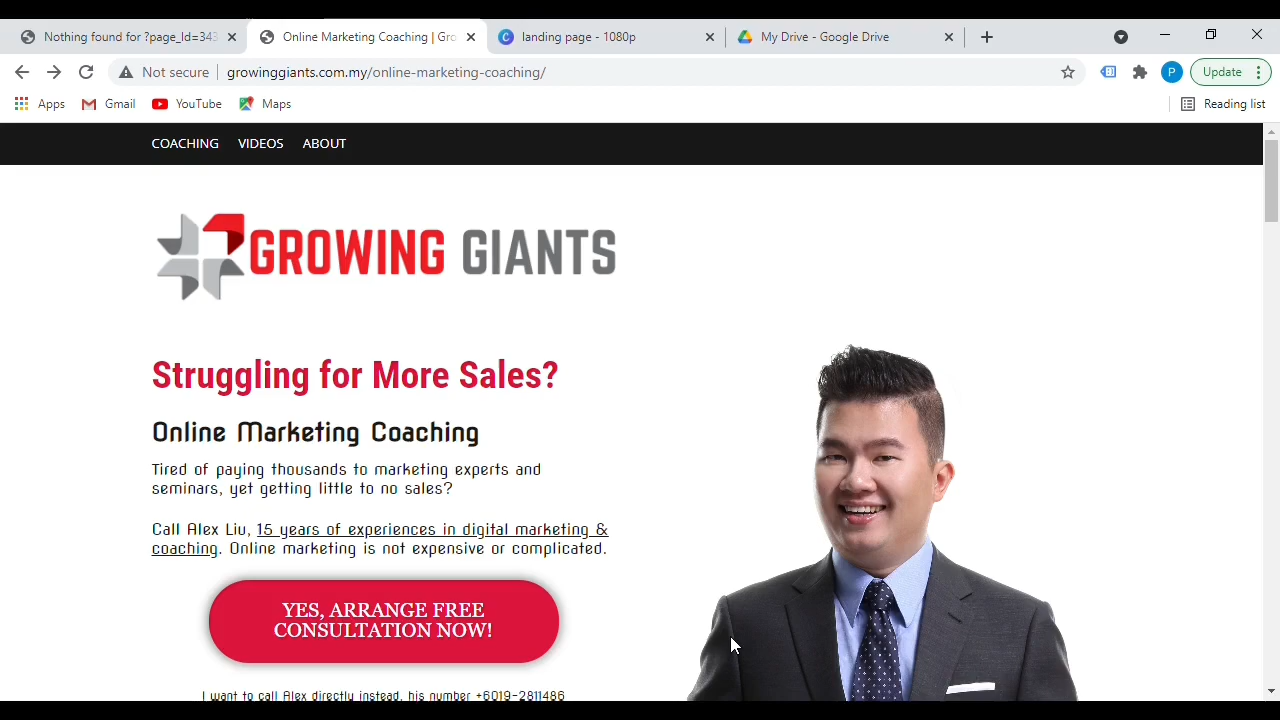 Nothing found for ?page_Id=343
Online Marketing Coaching | Gro
landing page - 1080p
My Drive - Google Drive
Not secure
growinggiants.com.my/online-marketing-coaching/
P
Update
Apps
Gmail
YouTube
Maps
Reading list
COACHING
VIDEOS
ABOUT
GROWING GIANTS
Struggling for More Sales?
Online Marketing Coaching
Tired of paying thousands to marketing experts and
seminars, yet getting little to no sales?
Call Alex Liu, 15 years of experiences in digital marketing &
coaching. Online marketing is not expensive or complicated.
YES, ARRANGE FREE
CONSULTATION NOW!
I want to call Alex directly instead, his number +6019-2811486